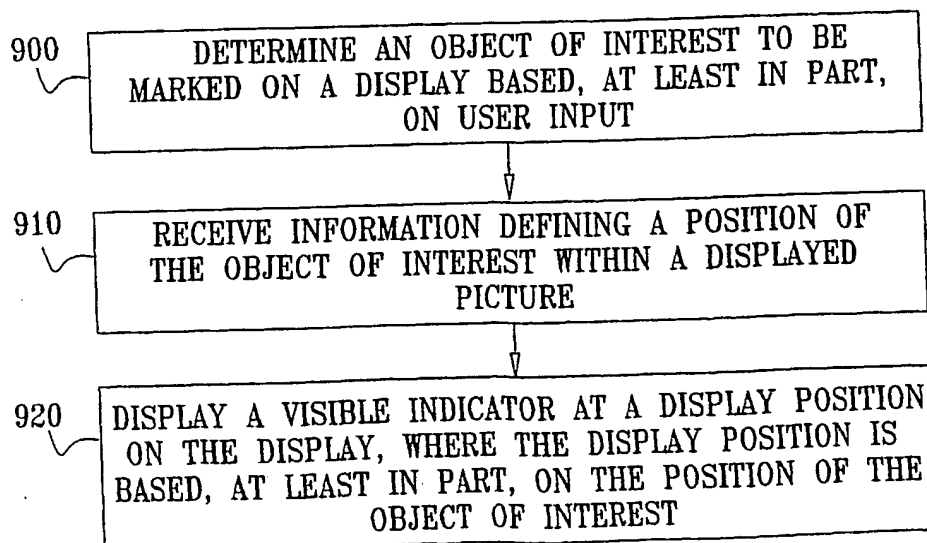 900
DETERMINE AN OBJECT OF INTEREST TO BE
MARKED ON A DISPLAY BASED, AT LEAST IN PART,
ON USER INPUT
910
RECEIVE INFORMATION DEFINING A POSITION OF
THE OBJECT OF INTEREST WITHIN A DISPLAYED
PICTURE
920
DISPLAY A VISIBLE INDICATOR AT A DISPLAY POSITION
ON THE DISPLAY, WHERE THE DISPLAY POSITION IS
BASED, AT LEAST IN PART, ON THE POSITION OF THE
OBJECT OF INTEREST